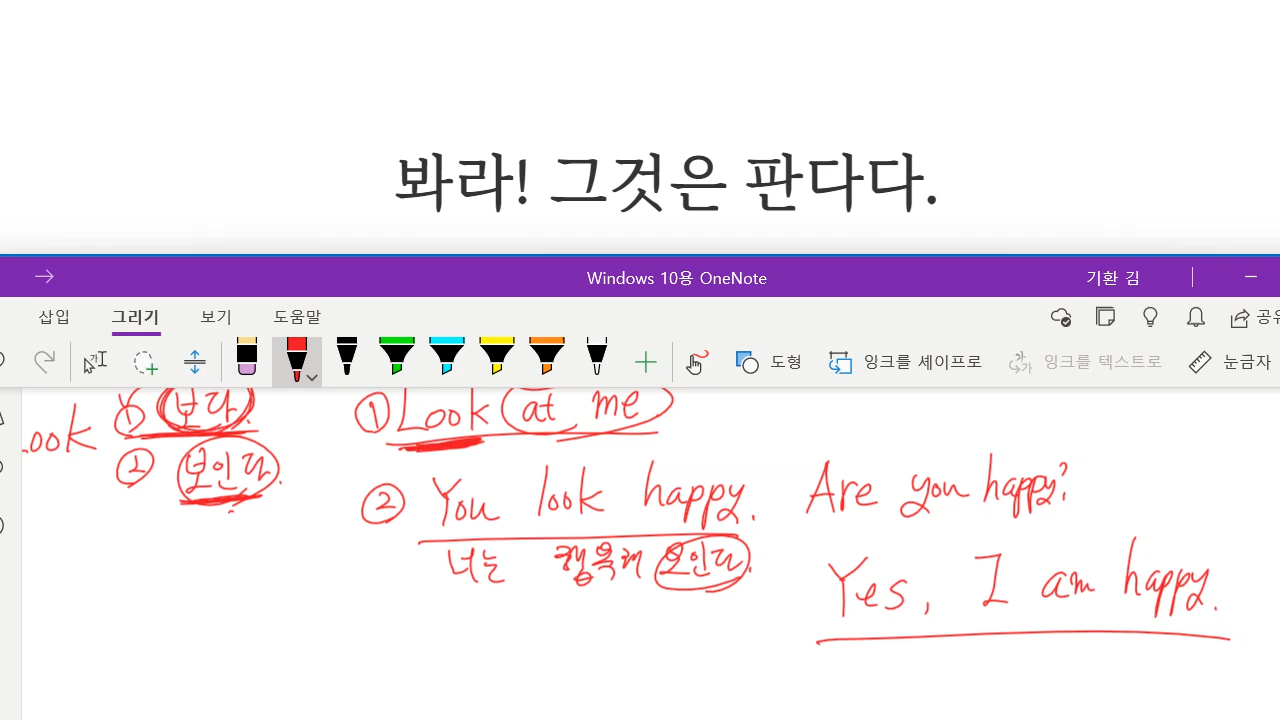 봐라! 그것은 판다다.
Windows 10용 OneNote
기환 김
삽입 그리기 보기 도움말
공유
도형 잉크를 셰이프로 잉크를 텍스트로 눈금자
Look ① 보다. ① Look at me
② 보인다.
② You look happy. Are you happy?
너는 행복해 보인다.
Yes, I am happy.